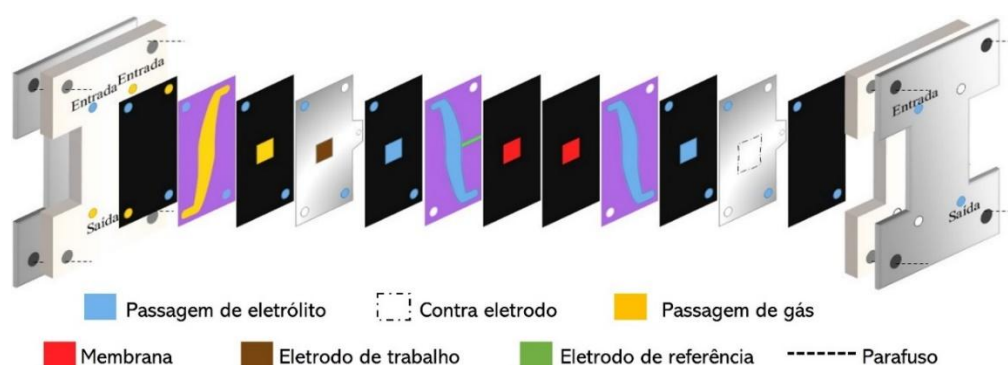 Entrada
Entrada
Saída
Entrada
Saída
Passagem de eletrólito
Contra eletrodo
Passagem de gás
Membrana
Eletrodo de trabalho
Eletrodo de referência
Parafuso